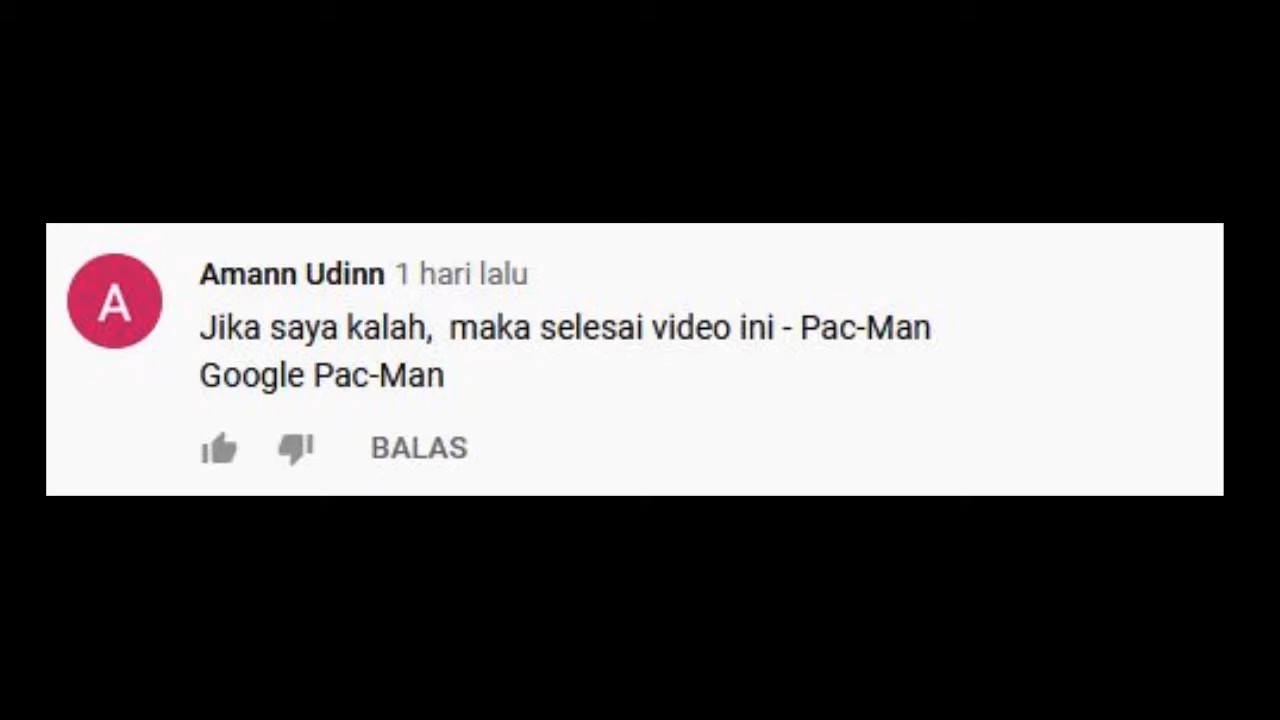 A
Amann Udinn 1 hari lalu
Jika saya kalah,  maka selesai video ini - Pac-Man
Google Pac-Man
BALAS